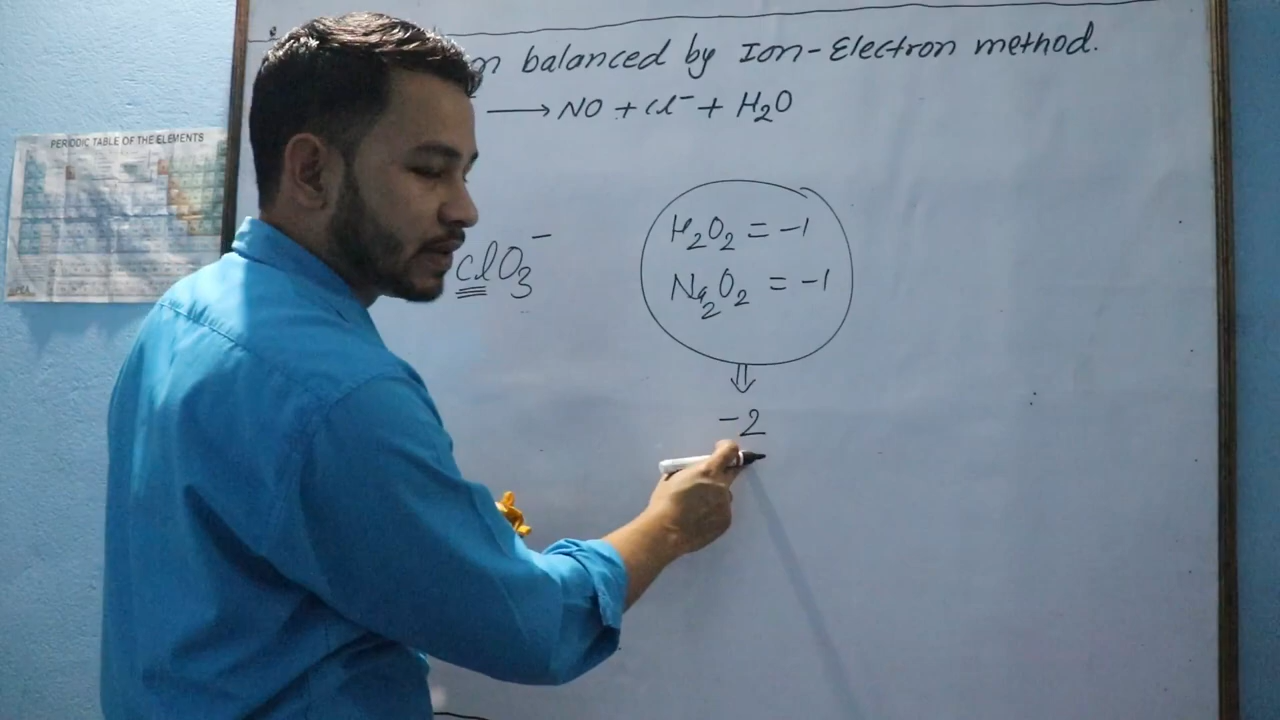 PERIODIC TABLE OF THE ELEMENTS
n balanced by Ion-Electron method.
⟶ NO + Cl⁻ + H₂O
ClO₃⁻
H₂O₂ = -1
Na₂O₂ = -1
⇓
-2